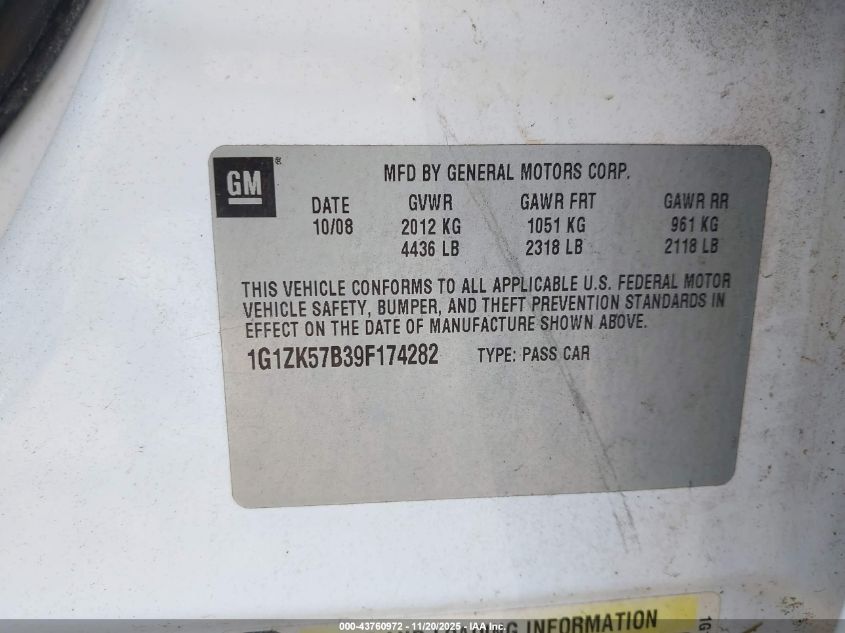 GM®
MFD BY GENERAL MOTORS CORP.
DATE GVWR GAWR FRT GAWR RR
10/08 2012 KG 1051 KG 961 KG
4436 LB 2318 LB 2118 LB
THIS VEHICLE CONFORMS TO ALL APPLICABLE U.S. FEDERAL MOTOR
VEHICLE SAFETY, BUMPER, AND THEFT PREVENTION STANDARDS IN
EFFECT ON THE DATE OF MANUFACTURE SHOWN ABOVE.
1G1ZK57B39F174282 TYPE: PASS CAR
INFORMATION
000-43760972 - 11/20/2025 - IAA Inc.